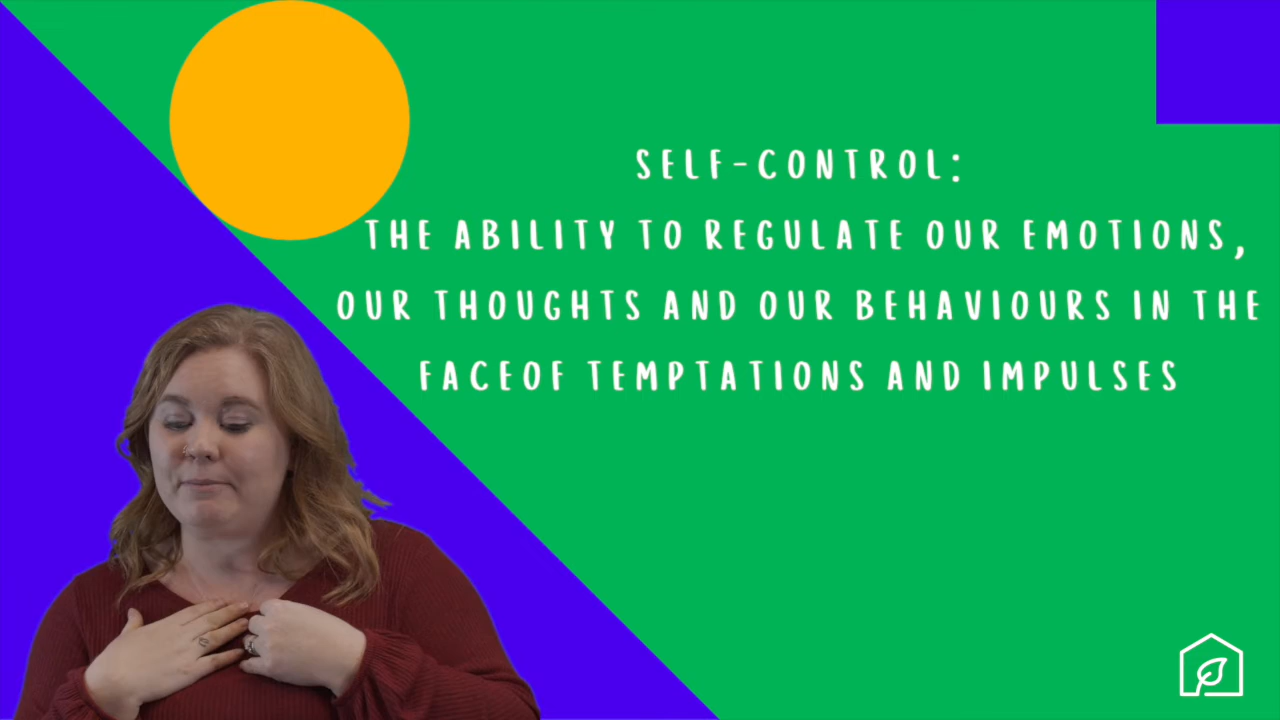 SELF-CONTROL:
THE ABILITY TO REGULATE OUR EMOTIONS,
OUR THOUGHTS AND OUR BEHAVIOURS IN THE
FACEOF TEMPTATIONS AND IMPULSES